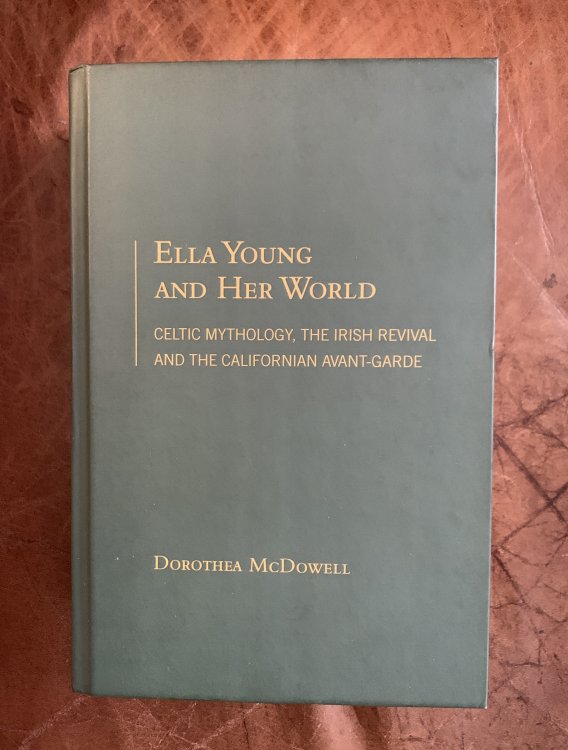 Ella Young
and Her World
CELTIC MYTHOLOGY, THE IRISH REVIVAL
AND THE CALIFORNIAN AVANT-GARDE
Dorothea McDowell